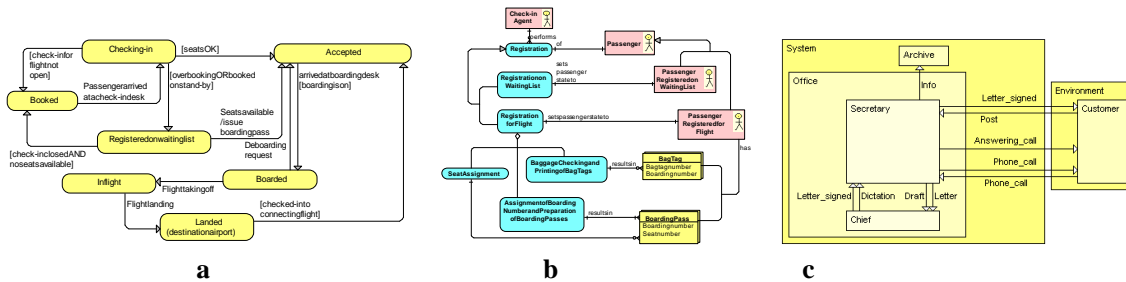 Checking-in
[seatsOK]
Accepted
[check-infor
flightnot
open]
[overbookingORbooked
onstand-by]
arrivedatboardingdesk
[boardingison]
Passengerarrived
atacheck-indesk
Booked
Seatsavailable
/issue
boardingpass
Registeredonwaitinglist
Deboarding
request
[check-inclosedAND
noseatsavailable]
Inflight
Flighttakingoff
Boarded
Flightlanding
Landed
(destinationairport)
[checked-into
connectingflight]
a
Check-in
Agent
performs
Registration
of
Passenger
sets
passenger
stateto
Registrationon
WaitingList
Passenger
Registeredon
WaitingList
Registration
forFlight
setspassengerstateto
Passenger
Registeredfor
Flight
has
SeatAssignment
BaggageCheckingand
PrintingofBagTags
resultsin
BagTag
Bagtagnumber
Boardingnumber
AssignmentofBoarding
NumberandPreparation
ofBoardingPasses
resultsin
BoardingPass
Boardingnumber
Seatnumber
b
System
Archive
Office
Info
Environment
Secretary
Letter_signed
Customer
Post
Answering_call
Phone_call
Phone_call
Letter_signed
Dictation
Draft
Letter
Chief
c